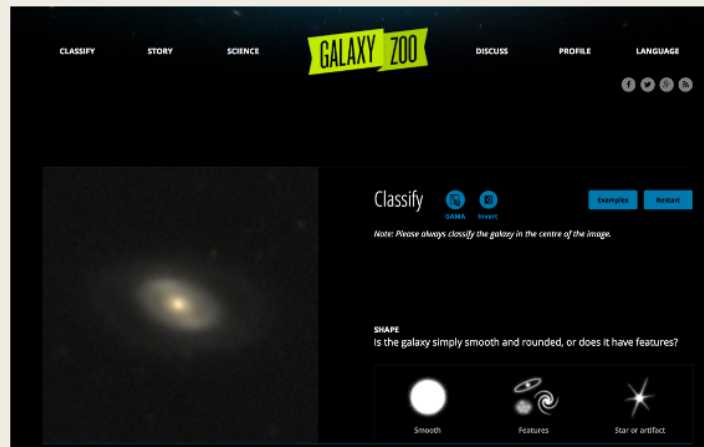 CLASSIFY STORY SCIENCE GALAXY ZOO DISCUSS PROFILE LANGUAGE
Classify
GAMA Invert
Examples Restart
Note: Please always classify the galaxy in the centre of the image.
SHAPE
Is the galaxy simply smooth and rounded, or does it have features?
Smooth Features Star or artifact